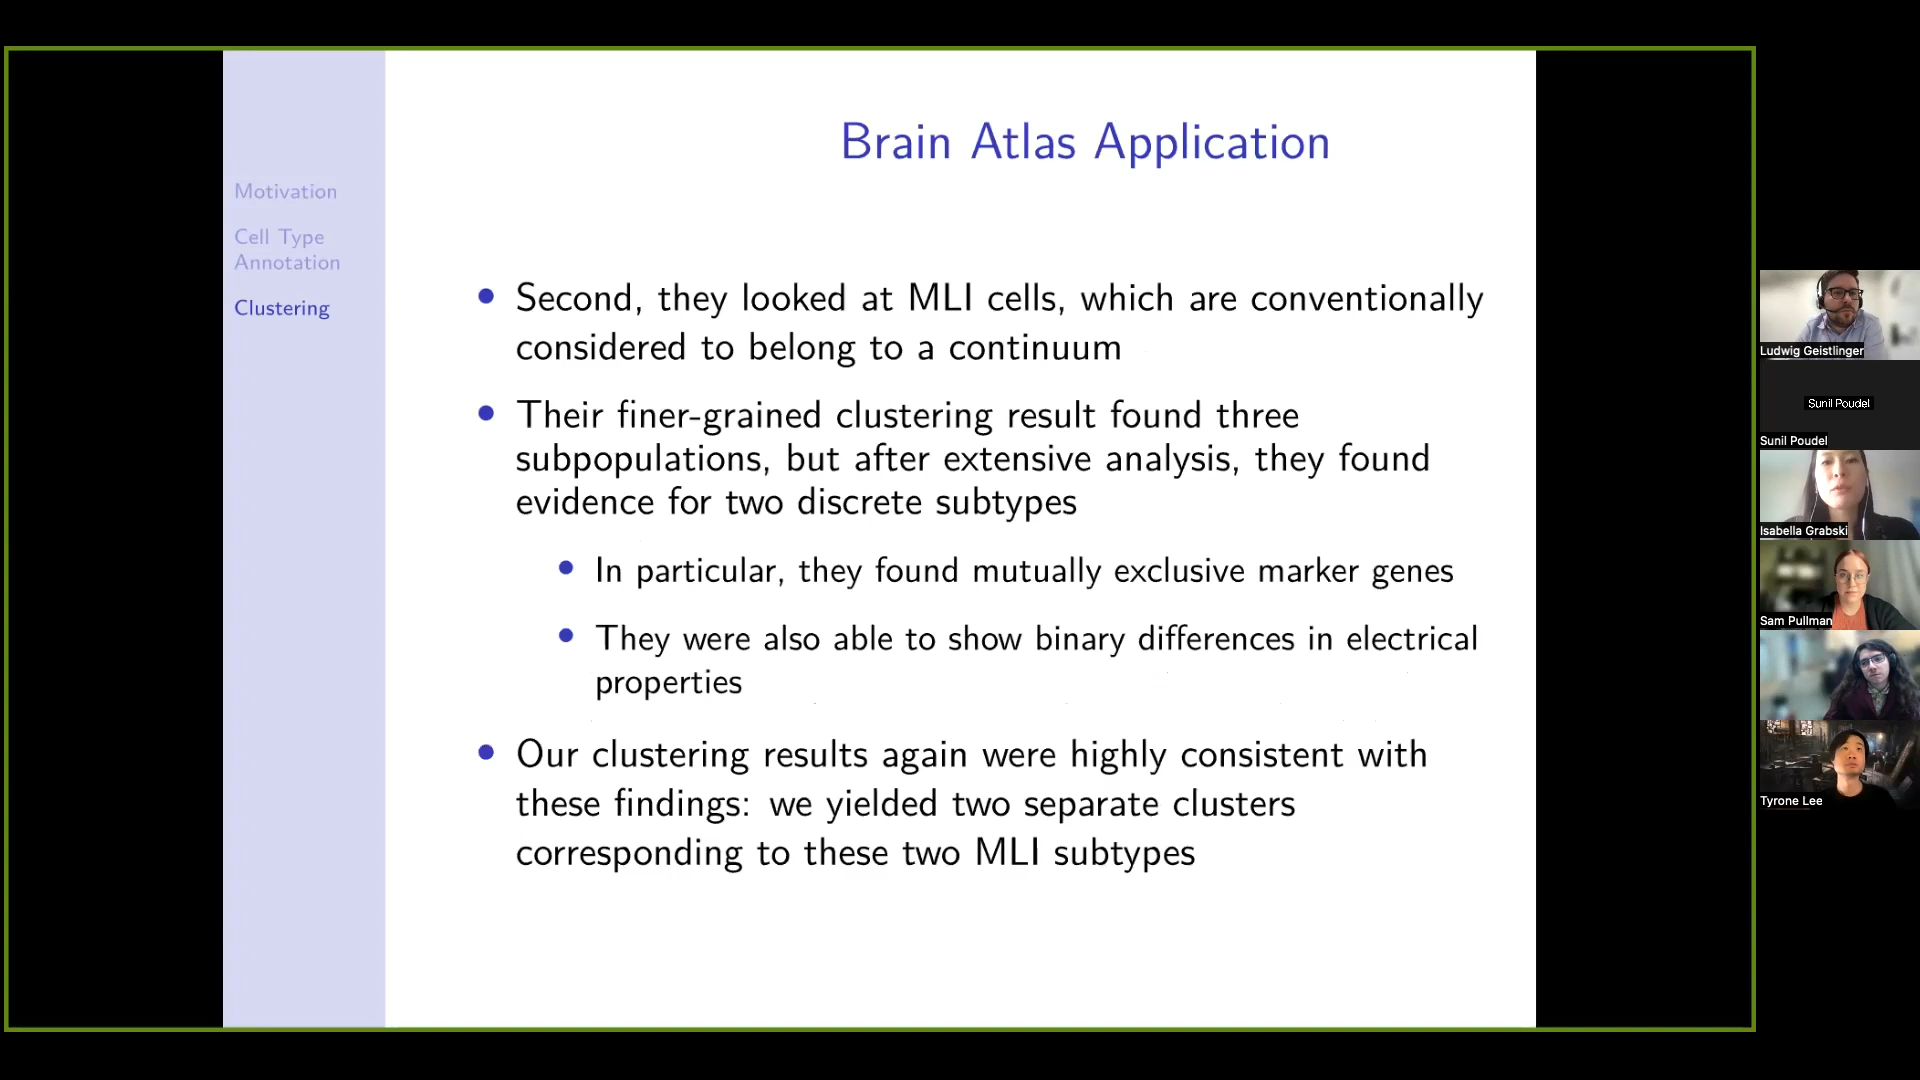 Brain Atlas Application
Motivation
Cell Type
Annotation
Clustering
• Second, they looked at MLI cells, which are conventionally
considered to belong to a continuum
• Their finer-grained clustering result found three
subpopulations, but after extensive analysis, they found
evidence for two discrete subtypes
• In particular, they found mutually exclusive marker genes
• They were also able to show binary differences in electrical
properties
• Our clustering results again were highly consistent with
these findings: we yielded two separate clusters
corresponding to these two MLI subtypes
Ludwig Geistlinger
Sunil Poudel
Sunil Poudel
Isabella Grabski
Sam Pullman
Tyrone Lee